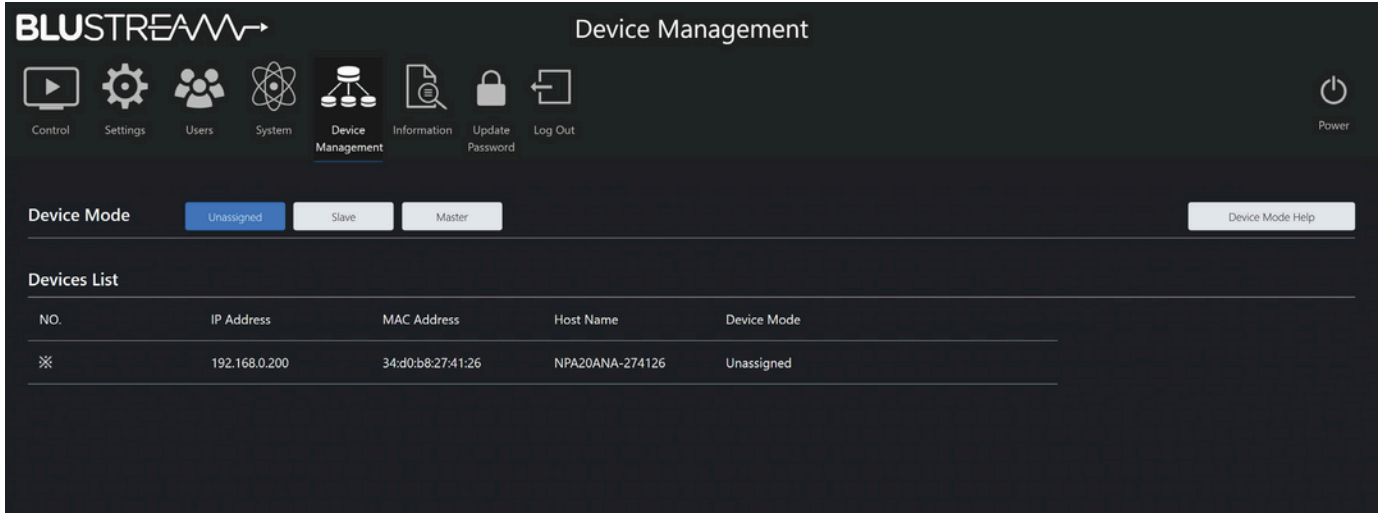 BLUSTREAM
Device Management
Control
Settings
Users
System
Device
Management
Information
Update
Password
Log Out
Power
Device Mode
Unassigned
Slave
Master
Device Mode Help
Devices List
NO. IP Address MAC Address Host Name Device Mode
※ 192.168.0.200 34:d0:b8:27:41:26 NPA20ANA-274126 Unassigned